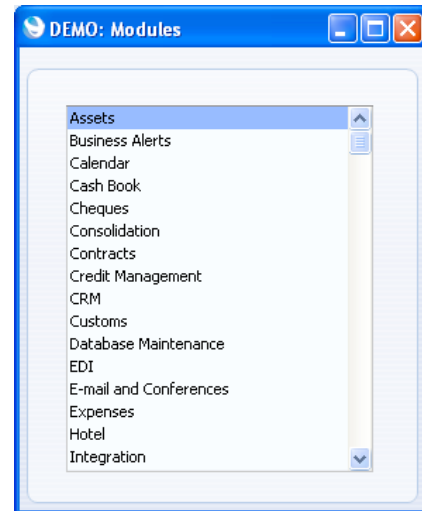 DEMO: Modules
Assets
Business Alerts
Calendar
Cash Book
Cheques
Consolidation
Contracts
Credit Management
CRM
Customs
Database Maintenance
EDI
E-mail and Conferences
Expenses
Hotel
Integration